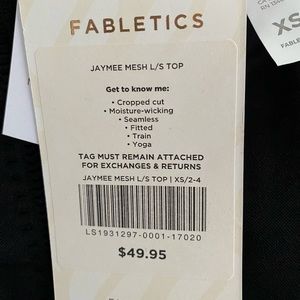 FABLETICS
JAYMEE MESH L/S TOP
Get to know me:
• Cropped cut
• Moisture-wicking
• Seamless
• Fitted
• Train
• Yoga
TAG MUST REMAIN ATTACHED
FOR EXCHANGES & RETURNS
JAYMEE MESH L/S TOP | XS/2-4
LS1931297-0001-17020
$49.95
XS